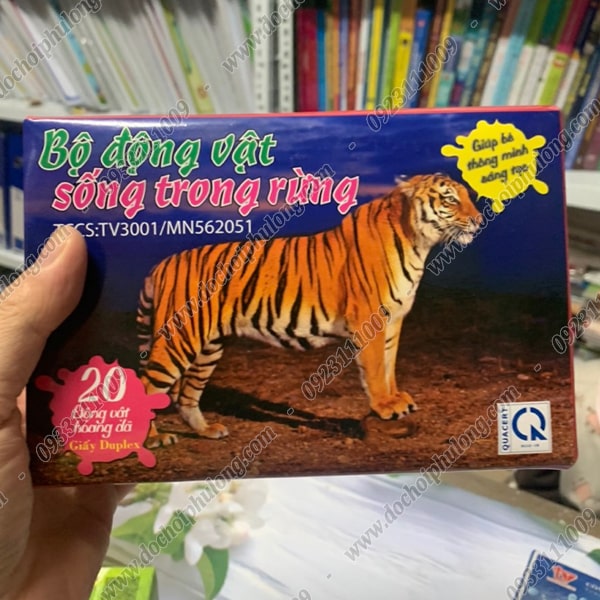 Bộ động vật
sống trong rừng
TCCS:TV3001/MN562051
Giúp bé
thông minh
sáng tạo
20
Động vật
hoang dã
Giấy Duplex
QUACERT
www.dochoiphulong.com - 0923111009